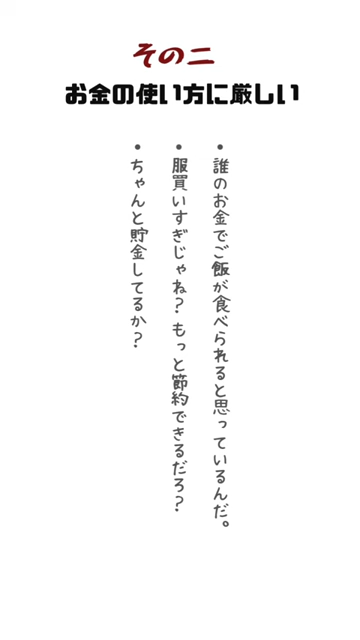 その二
お金の使い方に厳しい
・誰のお金でご飯が食べられると思っているんだ。
・服買いすぎじゃね？もっと節約できるだろ？
・ちゃんと貯金してるか？